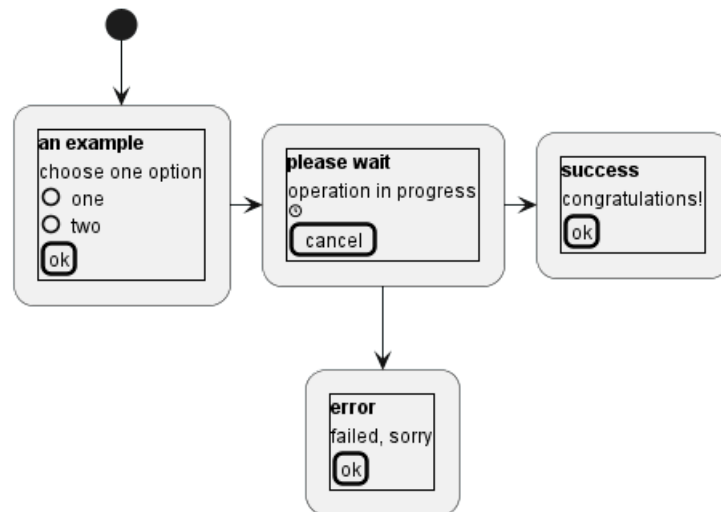 an example
choose one option
one
two
ok
please wait
operation in progress
cancel
success
congratulations!
ok
error
failed, sorry
ok